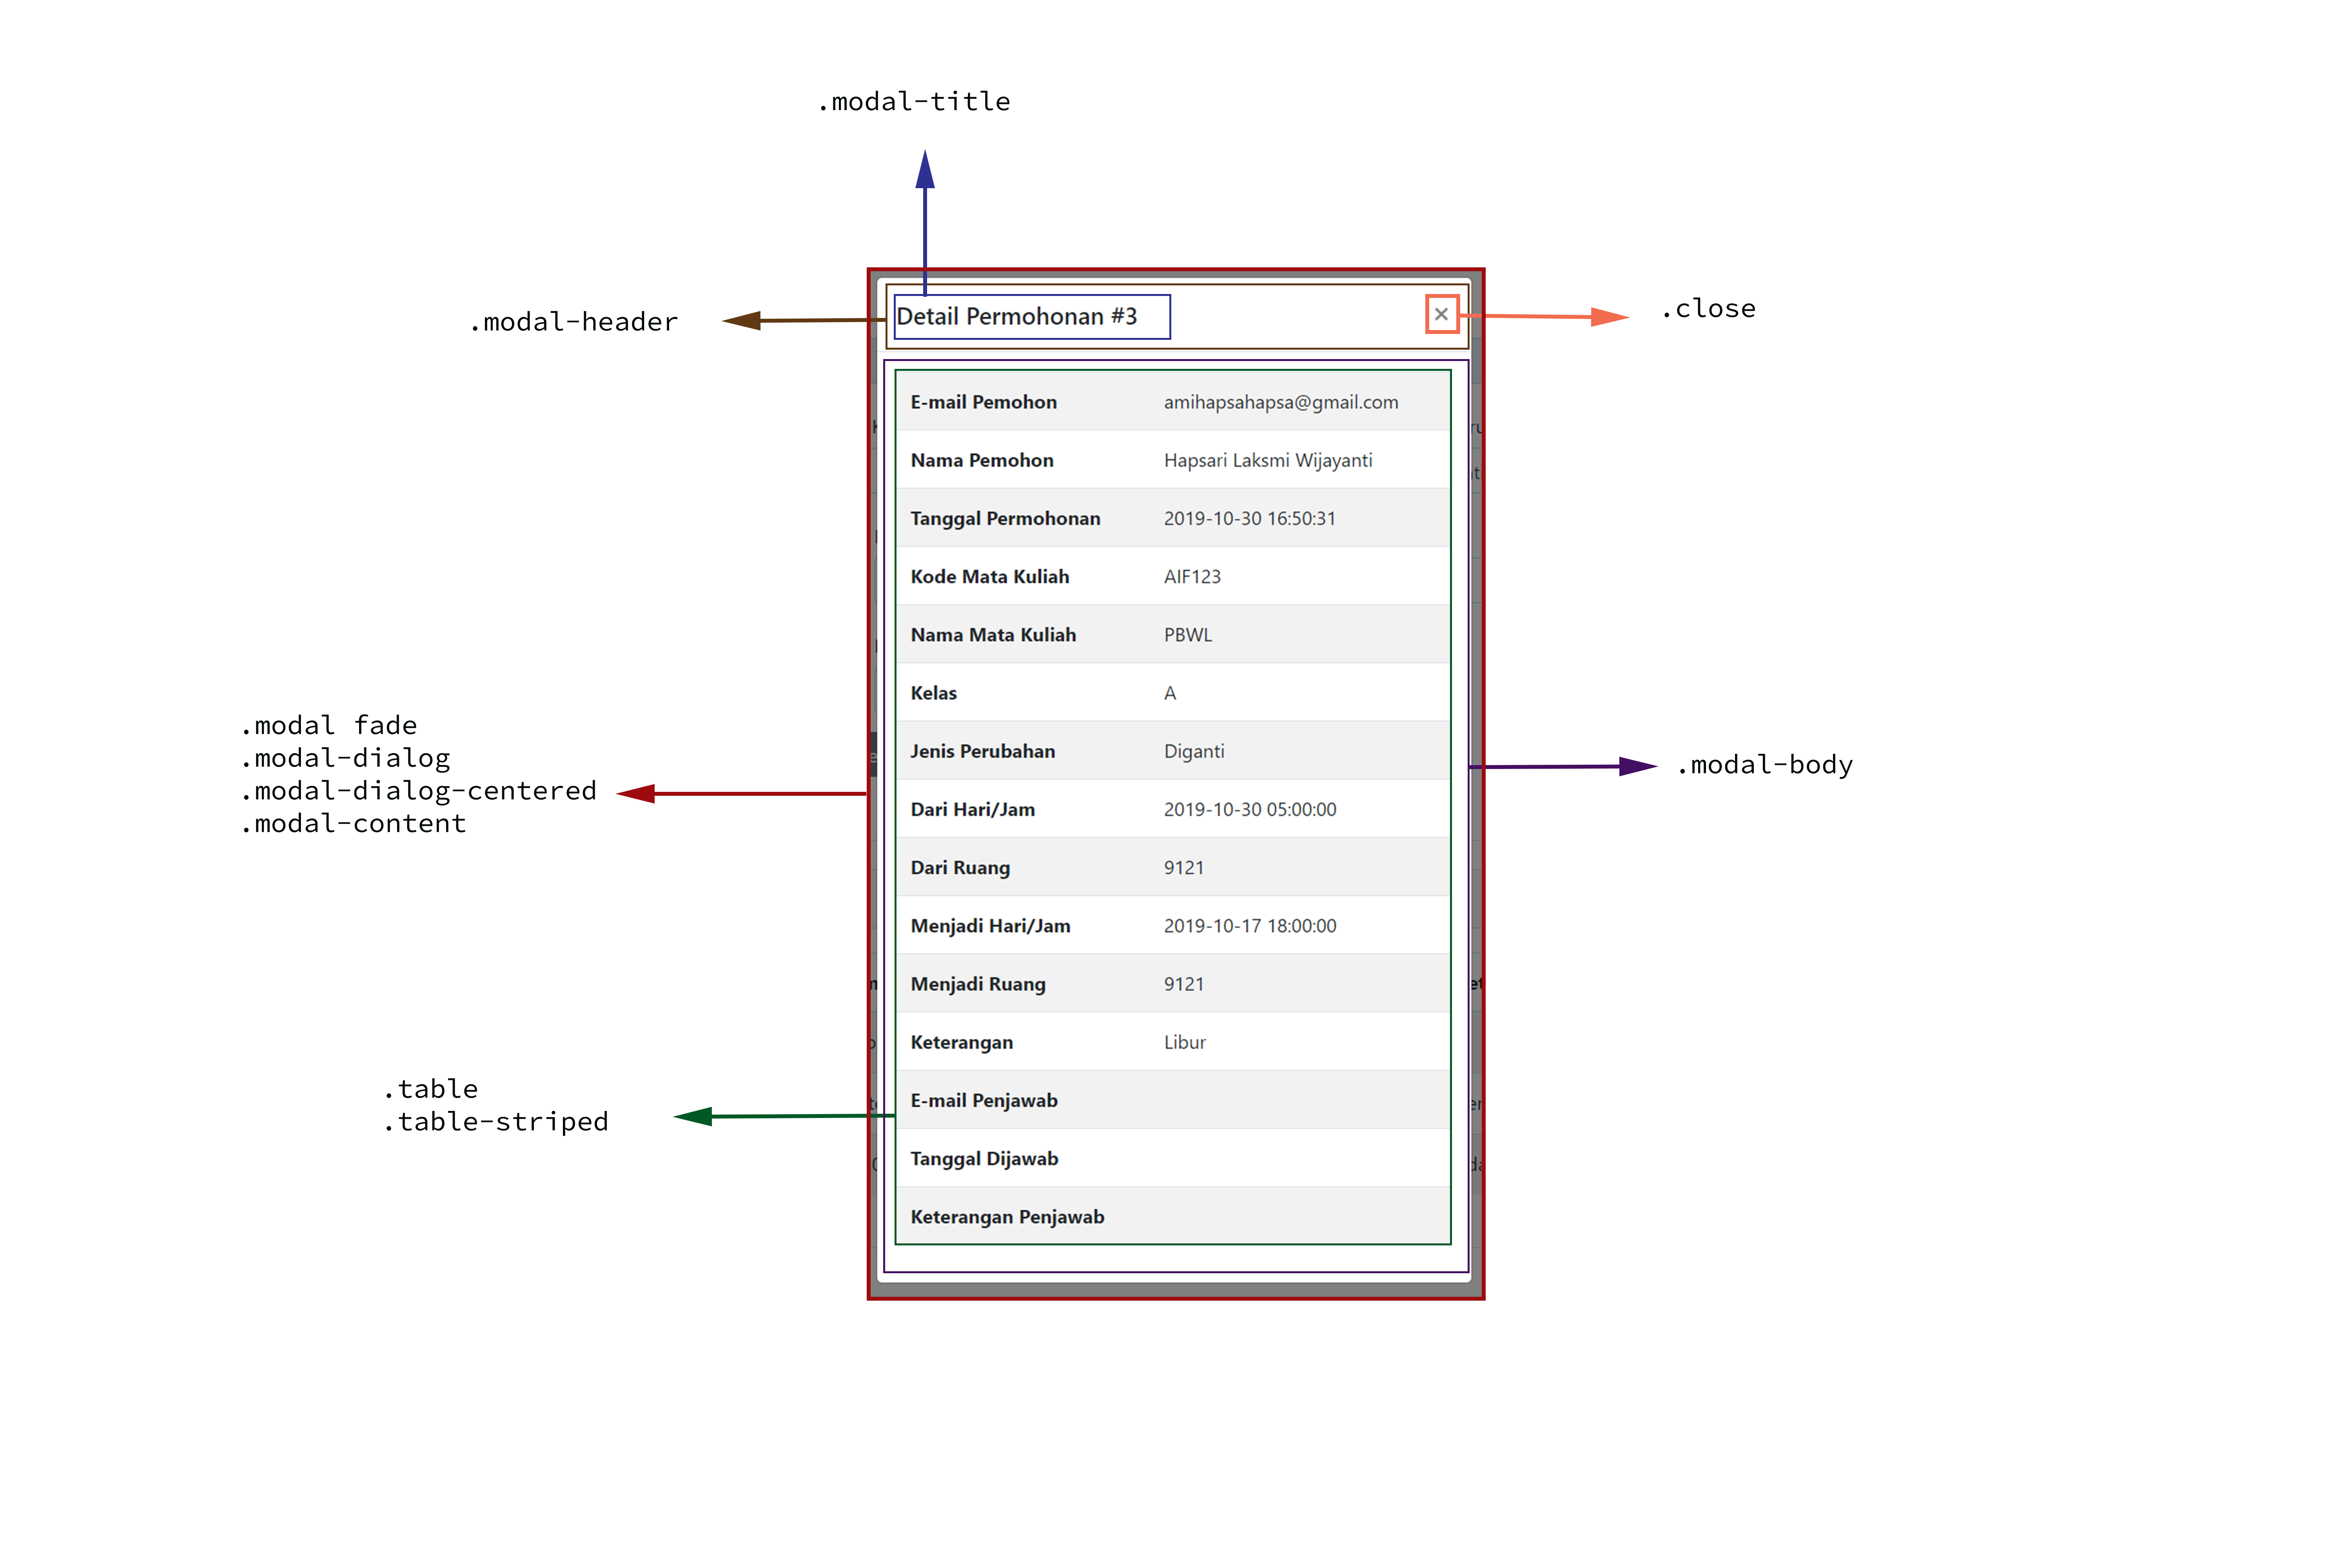 .modal-title
.modal-header
Detail Permohonan #3
×
.close
E-mail Pemohon amihapsahapsa@gmail.com
Nama Pemohon Hapsari Laksmi Wijayanti
Tanggal Permohonan 2019-10-30 16:50:31
Kode Mata Kuliah AIF123
Nama Mata Kuliah PBWL
Kelas A
Jenis Perubahan Diganti
Dari Hari/Jam 2019-10-30 05:00:00
Dari Ruang 9121
Menjadi Hari/Jam 2019-10-17 18:00:00
Menjadi Ruang 9121
Keterangan Libur
E-mail Penjawab
Tanggal Dijawab
Keterangan Penjawab
.modal fade
.modal-dialog
.modal-dialog-centered
.modal-content
.modal-body
.table
.table-striped